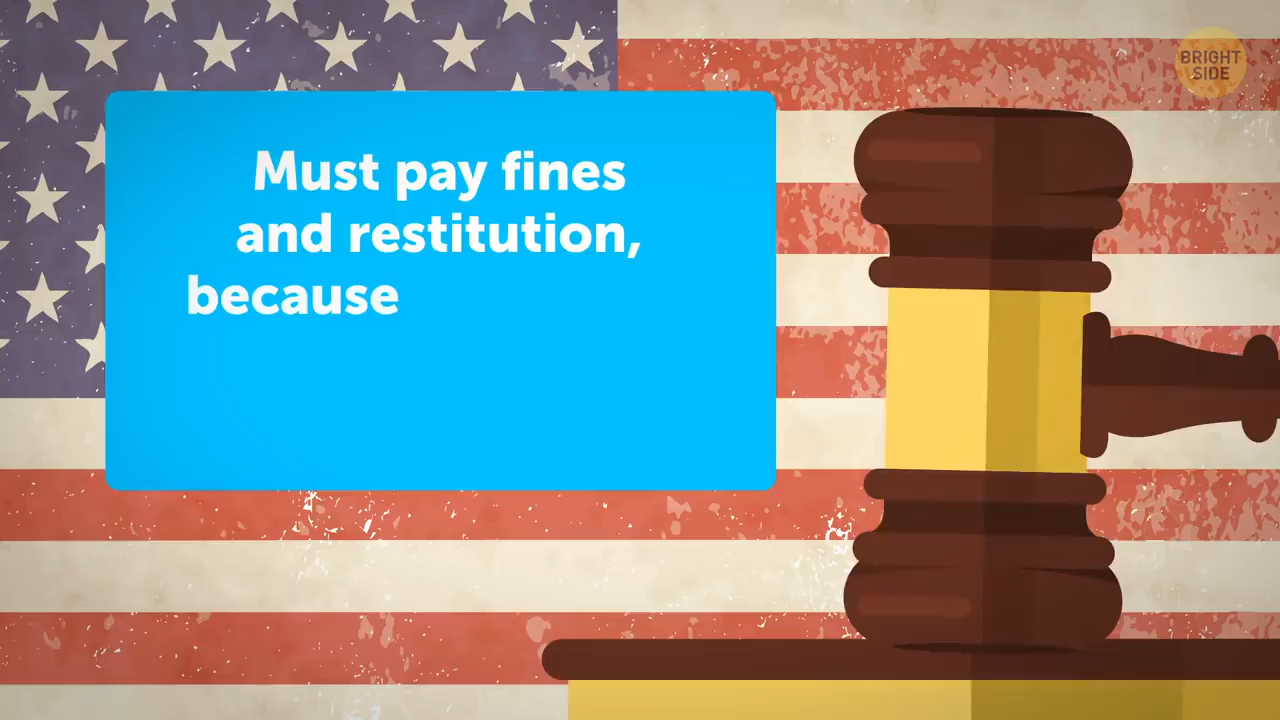 Must pay fines
and restitution,
because
BRIGHT
SIDE